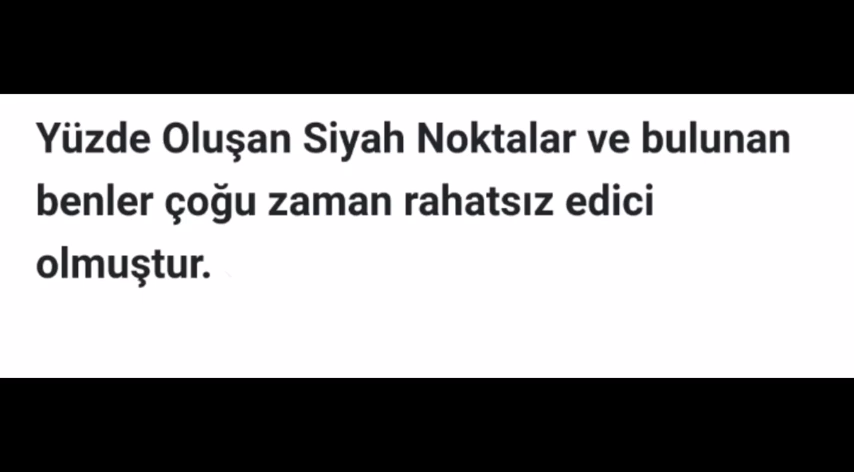 Yüzde Oluşan Siyah Noktalar ve bulunan
benler çoğu zaman rahatsız edici
olmuştur.